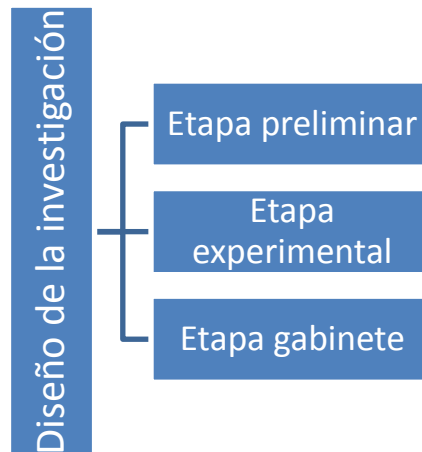 Diseño de la investigación
Etapa preliminar
Etapa
experimental
Etapa gabinete